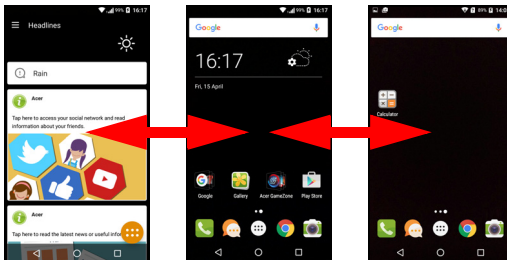 99% 16:17
Headlines
Rain
Acer
Tap here to access your social network and read
information about your friends.
Acer
Tap here to read the latest news or useful infor
99% 16:17
Google
16:17
Fri, 15 April
Google
Gallery
Acer GameZone
Play Store
89% 14:0
Google
Calculator